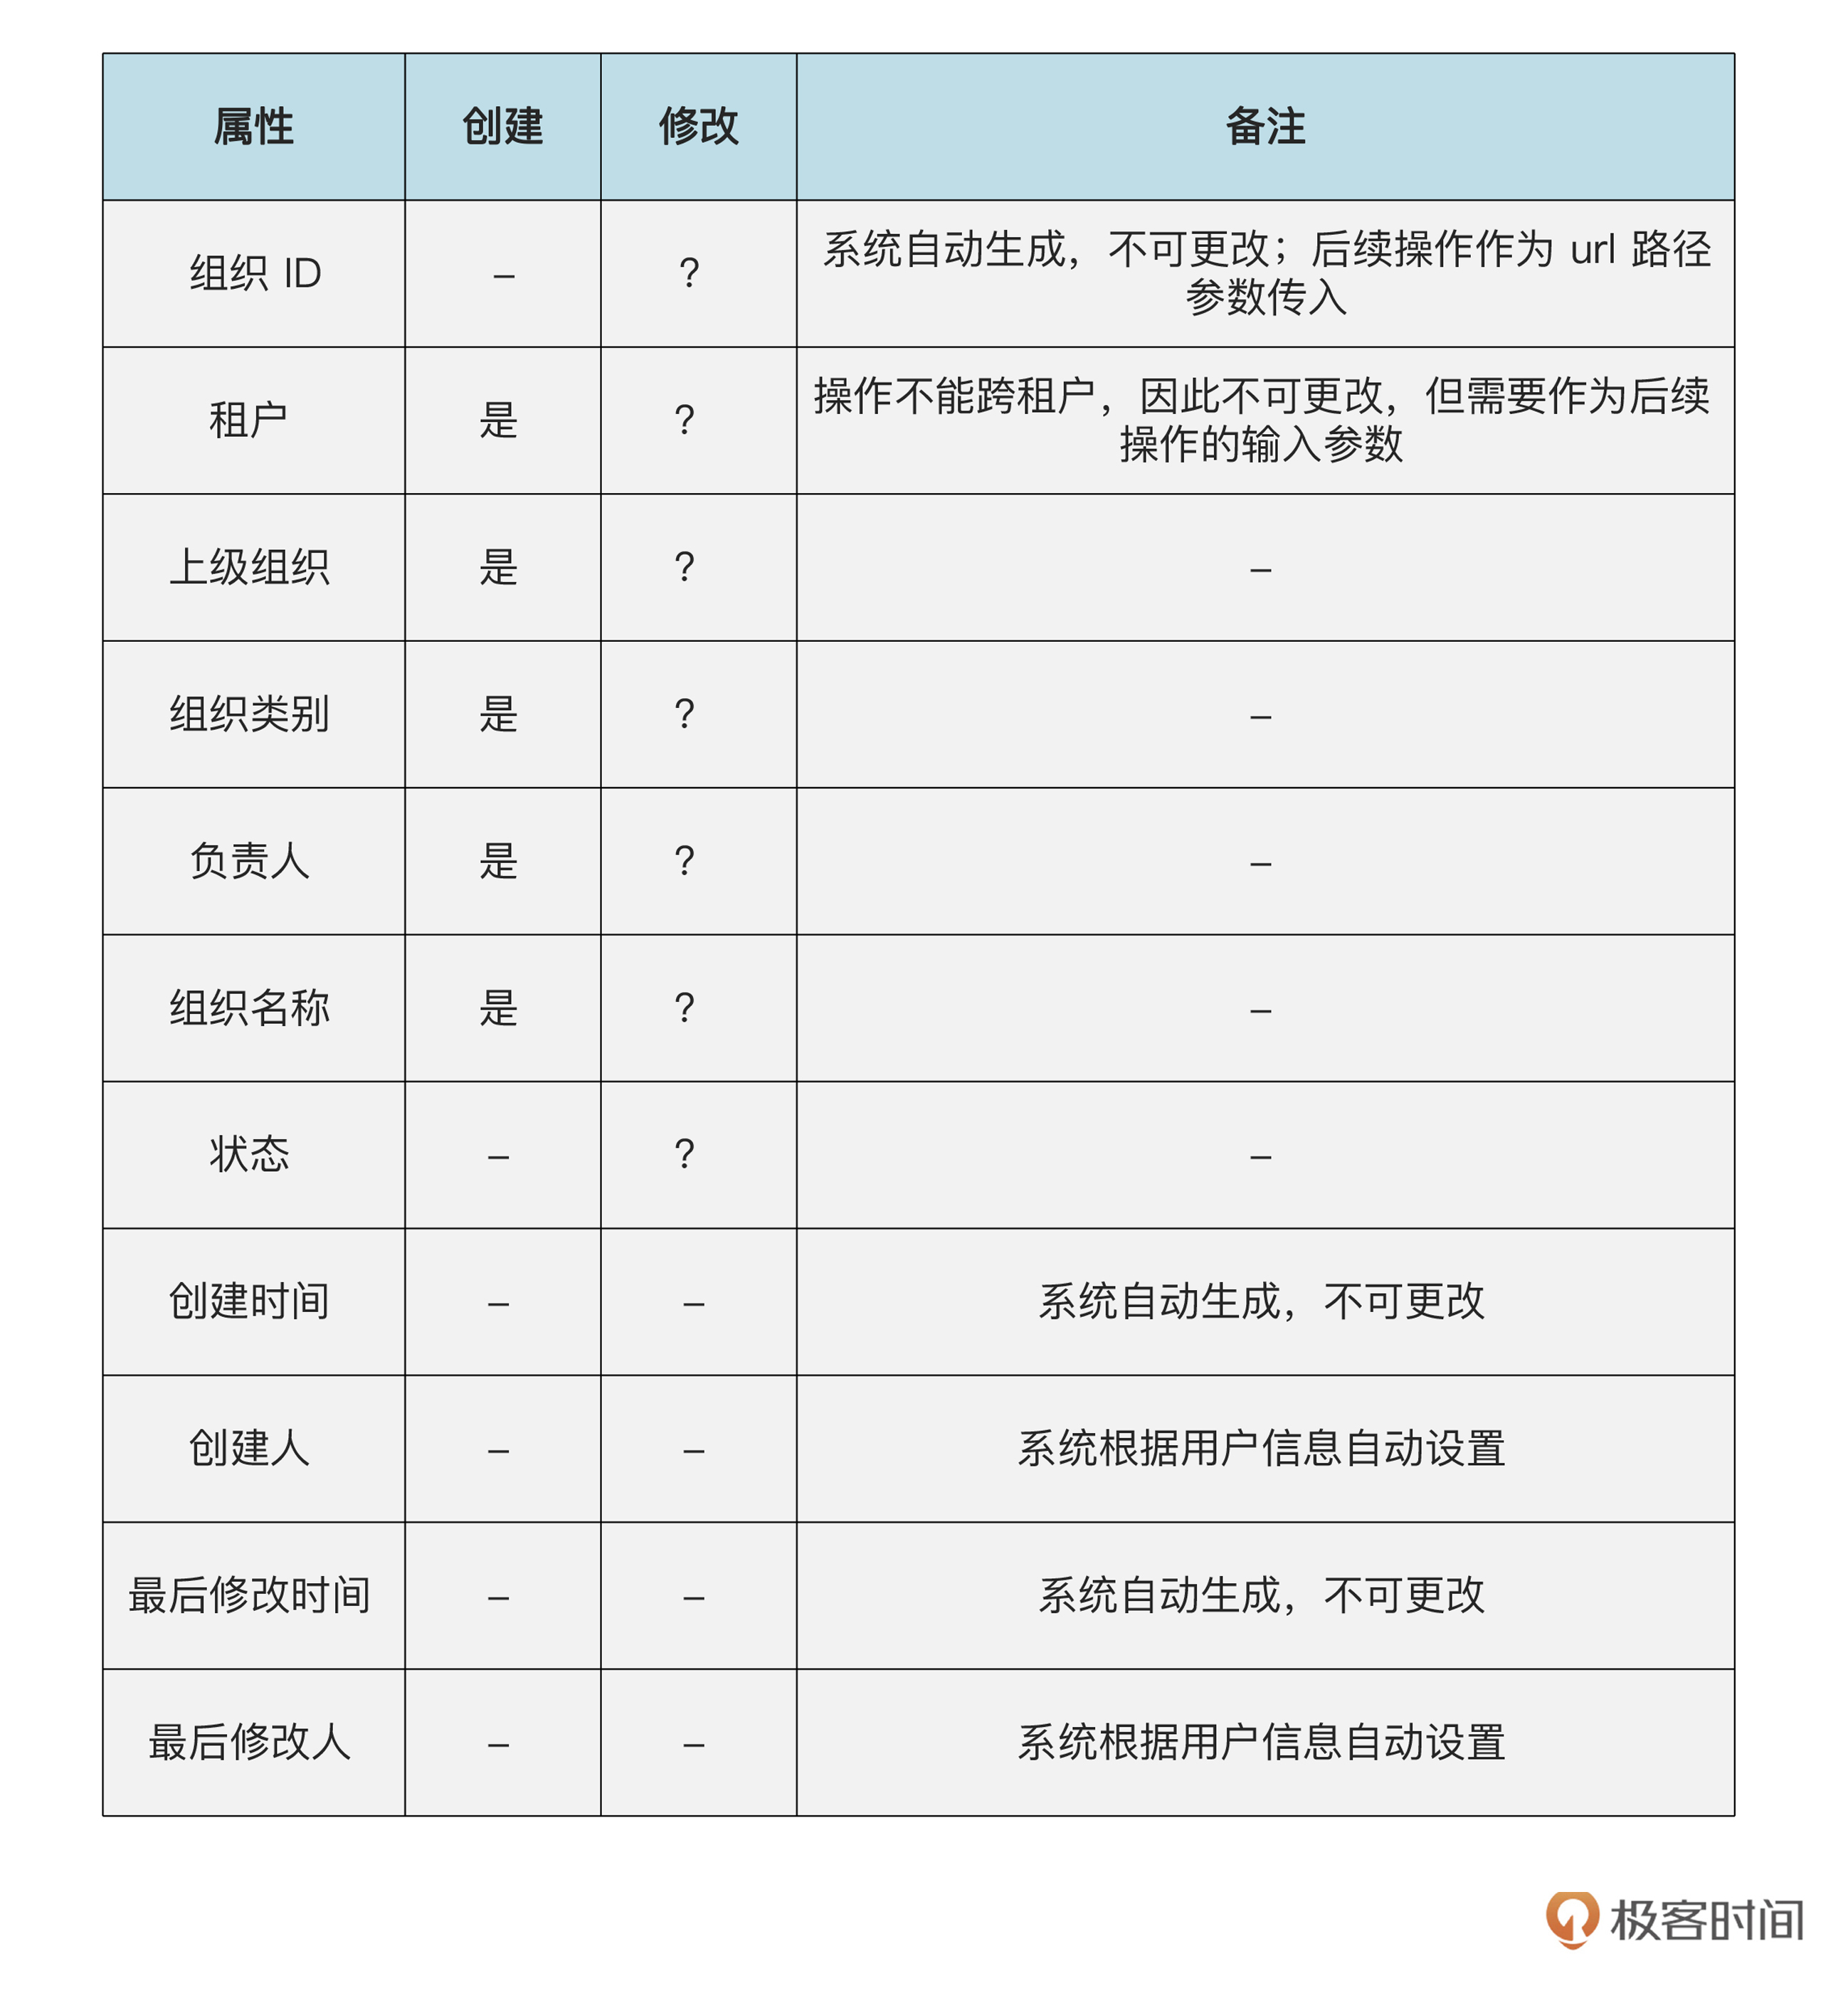 属性 创建 修改 备注
组织 ID – ? 系统自动生成，不可更改；后续操作作为 url 路径
参数传入
租户 是 ? 操作不能跨租户，因此不可更改，但需要作为后续
操作的输入参数
上级组织 是 ? –
组织类别 是 ? –
负责人 是 ? –
组织名称 是 ? –
状态 – ? –
创建时间 – – 系统自动生成，不可更改
创建人 – – 系统根据用户信息自动设置
最后修改时间 – – 系统自动生成，不可更改
最后修改人 – – 系统根据用户信息自动设置
极客时间